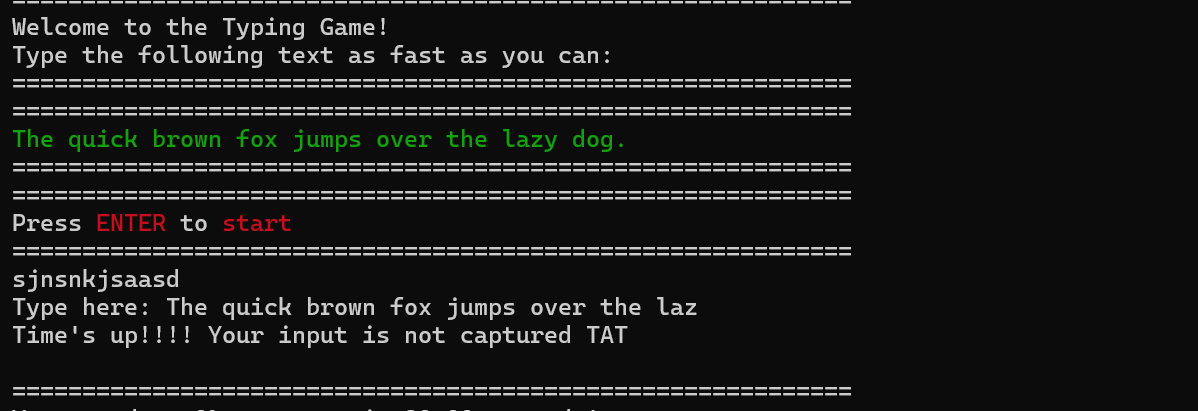 ============================================================
Welcome to the Typing Game!
Type the following text as fast as you can:
============================================================
============================================================
The quick brown fox jumps over the lazy dog.
============================================================
============================================================
Press ENTER to start
============================================================
sjnsnkjsaasd
Type here: The quick brown fox jumps over the laz
Time's up!!!! Your input is not captured TAT
============================================================